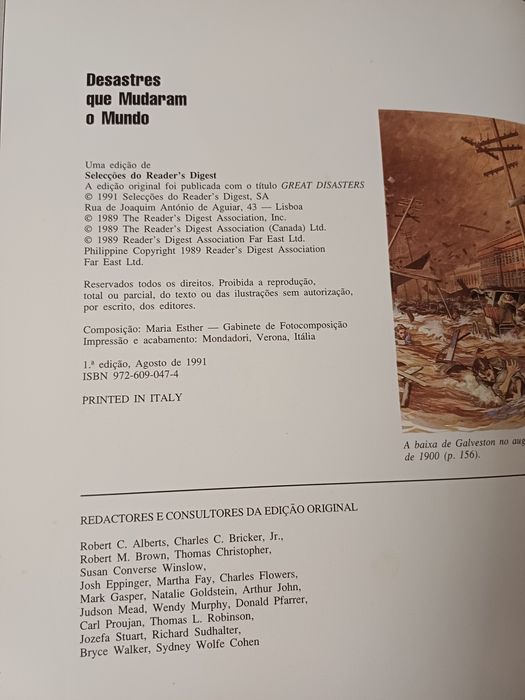 Desastres
que Mudaram
o Mundo
Uma edição de
Selecções do Reader's Digest
A edição original foi publicada com o título GREAT DISASTERS
© 1991 Selecções do Reader's Digest, SA
Rua de Joaquim António de Aguiar, 43 — Lisboa
© 1989 The Reader's Digest Association, Inc.
© 1989 The Reader's Digest Association (Canada) Ltd.
© 1989 Reader's Digest Association Far East Ltd.
Philippine Copyright 1989 Reader's Digest Association
Far East Ltd.
Reservados todos os direitos. Proibida a reprodução,
total ou parcial, do texto ou das ilustrações sem autorização,
por escrito, dos editores.
Composição: Maria Esther — Gabinete de Fotocomposição
Impressão e acabamento: Mondadori, Verona, Itália
1.ª edição, Agosto de 1991
ISBN 972-609-047-4
PRINTED IN ITALY
A baixa de Galveston no aug
de 1900 (p. 156).
REDACTORES E CONSULTORES DA EDIÇÃO ORIGINAL
Robert C. Alberts, Charles C. Bricker, Jr.,
Robert M. Brown, Thomas Christopher,
Susan Converse Winslow,
Josh Eppinger, Martha Fay, Charles Flowers,
Mark Gasper, Natalie Goldstein, Arthur John,
Judson Mead, Wendy Murphy, Donald Pfarrer,
Carl Proujan, Thomas L. Robinson,
Jozefa Stuart, Richard Sudhalter,
Bryce Walker, Sydney Wolfe Cohen